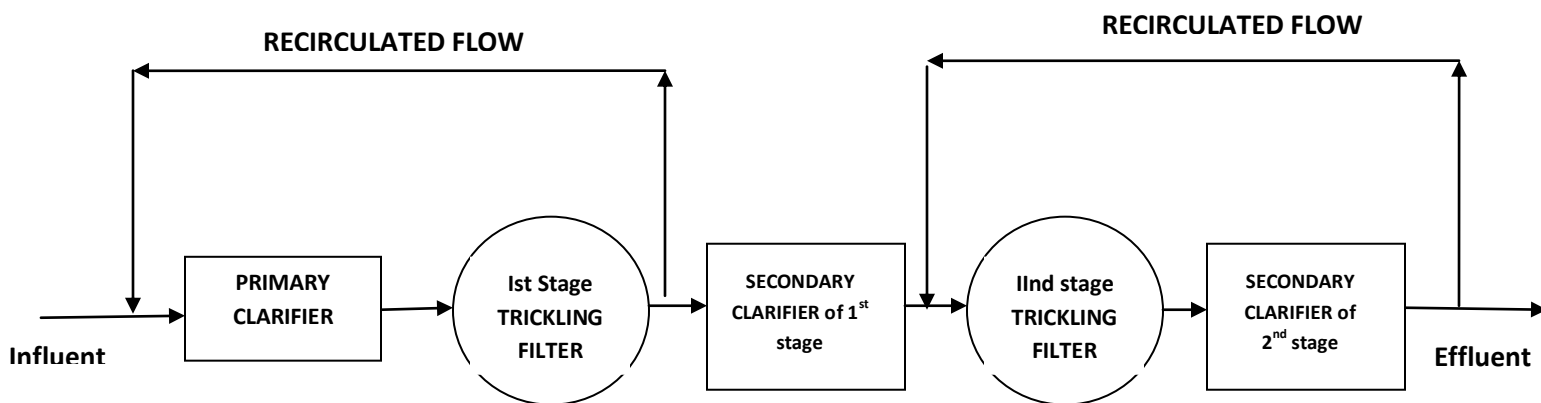 RECIRCULATED FLOW
RECIRCULATED FLOW
PRIMARY
CLARIFIER
Ist Stage
TRICKLING
FILTER
SECONDARY
CLARIFIER of 1st
stage
IInd stage
TRICKLING
FILTER
SECONDARY
CLARIFIER of
2nd stage
Influent
Effluent